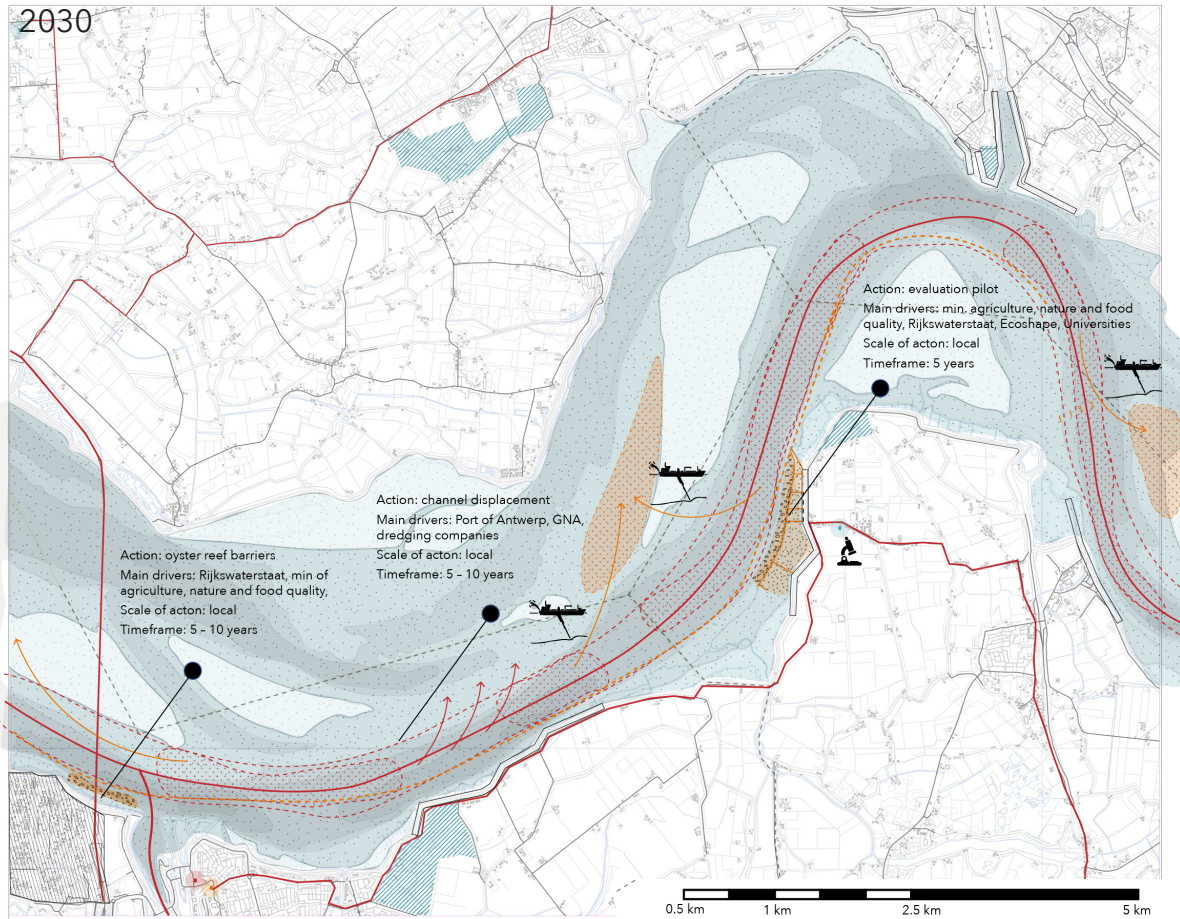 2030
Action: evaluation pilot
Main drivers: min. agriculture, nature and food
quality, Rijkswaterstaat, Ecoshape, Universities
Scale of acton: local
Timeframe: 5 years
Action: channel displacement
Main drivers: Port of Antwerp, GNA,
dredging companies
Scale of acton: local
Timeframe: 5 – 10 years
Action: oyster reef barriers
Main drivers: Rijkswaterstaat, min of
agriculture, nature and food quality,
Scale of acton: local
Timeframe: 5 – 10 years
0.5 km 1 km 2.5 km 5 km